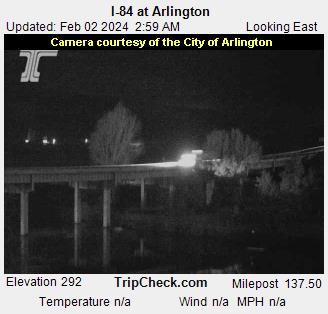 I-84 at Arlington
Updated: Feb 02 2024 2:59 AM Looking East
Camera courtesy of the City of Arlington
Elevation 292 TripCheck.com Milepost 137.50
Temperature n/a Wind n/a MPH n/a